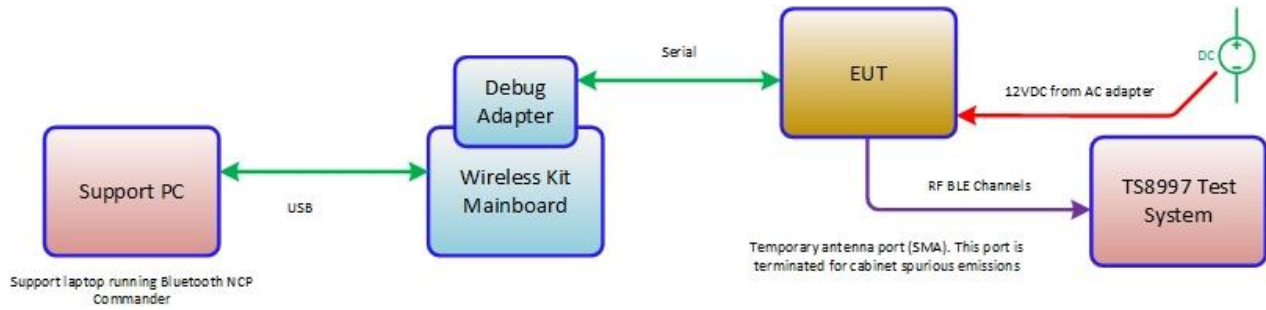 Serial
EUT
DC
12VDC from AC adapter
Debug
Adapter
Support PC
USB
Wireless Kit
Mainboard
RF BLE Channels
TS8997 Test
System
Temporary antenna port (SMA). This port is
terminated for cabinet spurious emissions
Support laptop running Bluetooth NCP
Commander